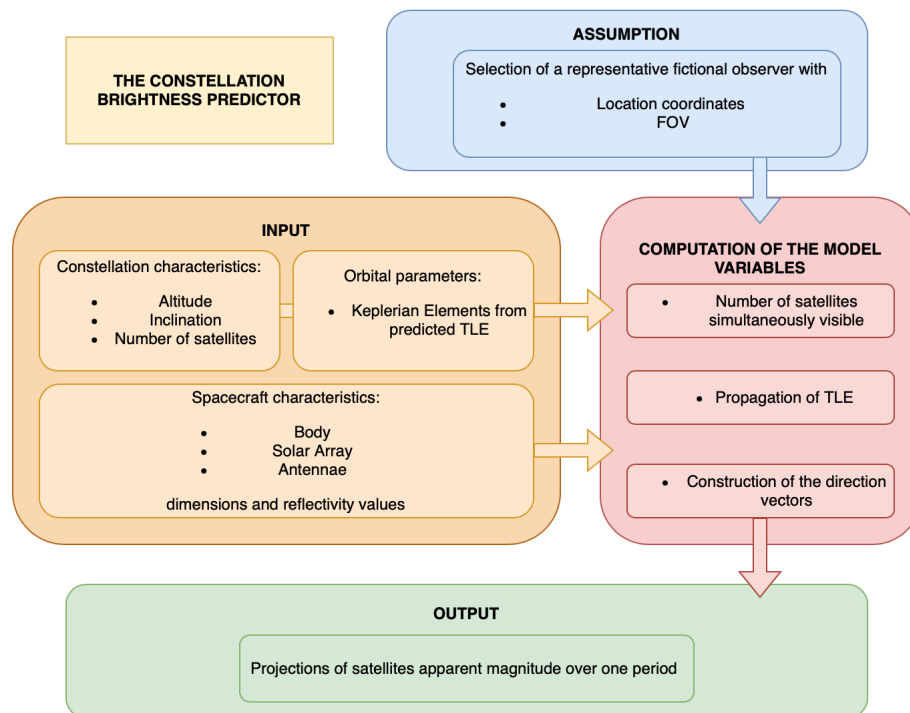 THE CONSTELLATION
BRIGHTNESS PREDICTOR
ASSUMPTION
Selection of a representative fictional observer with
• Location coordinates
• FOV
INPUT
Constellation characteristics:
• Altitude
• Inclination
• Number of satellites
Orbital parameters:
• Keplerian Elements from
predicted TLE
Spacecraft characteristics:
• Body
• Solar Array
• Antennae
dimensions and reflectivity values
COMPUTATION OF THE MODEL
VARIABLES
• Number of satellites
simultaneously visible
• Propagation of TLE
• Construction of the direction
vectors
OUTPUT
Projections of satellites apparent magnitude over one period